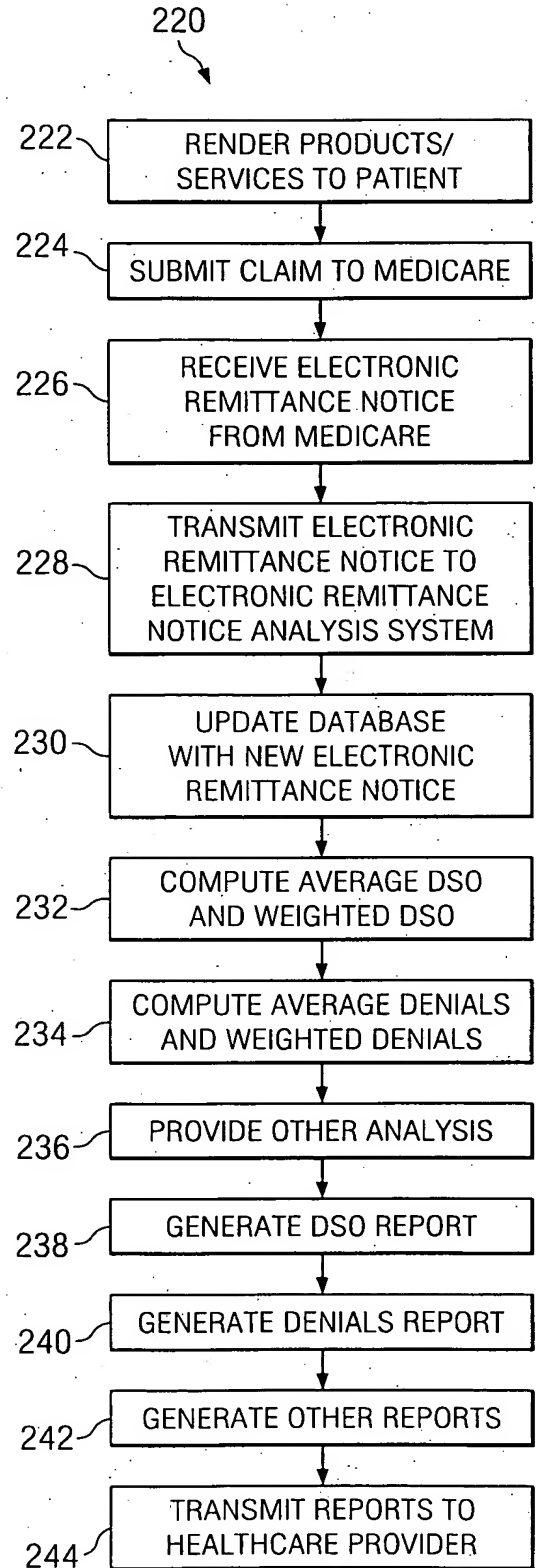 220
222
RENDER PRODUCTS/
SERVICES TO PATIENT
224
SUBMIT CLAIM TO MEDICARE
226
RECEIVE ELECTRONIC
REMITTANCE NOTICE
FROM MEDICARE
228
TRANSMIT ELECTRONIC
REMITTANCE NOTICE TO
ELECTRONIC REMITTANCE
NOTICE ANALYSIS SYSTEM
230
UPDATE DATABASE
WITH NEW ELECTRONIC
REMITTANCE NOTICE
232
COMPUTE AVERAGE DSO
AND WEIGHTED DSO
234
COMPUTE AVERAGE DENIALS
AND WEIGHTED DENIALS
236
PROVIDE OTHER ANALYSIS
238
GENERATE DSO REPORT
240
GENERATE DENIALS REPORT
242
GENERATE OTHER REPORTS
244
TRANSMIT REPORTS TO
HEALTHCARE PROVIDER